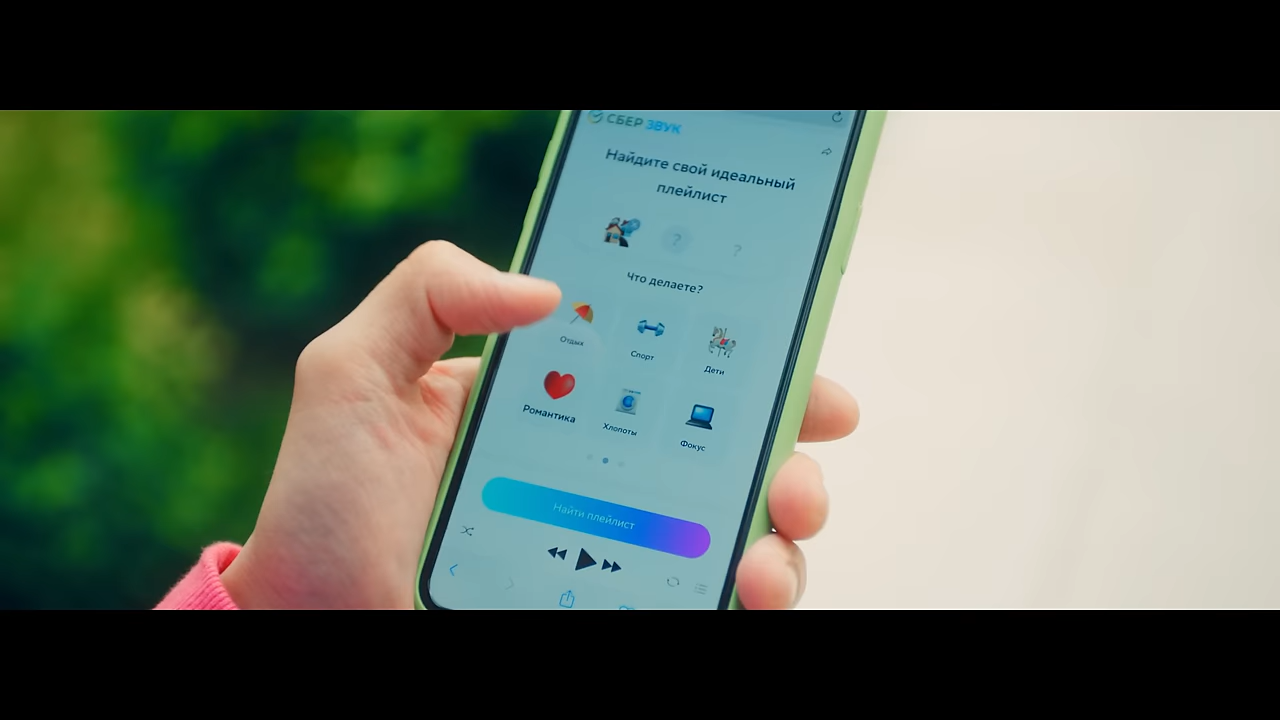 СБЕР ЗВУК
Найдите свой идеальный
плейлист
?
?
Что делаете?
Отдых
Спорт
Дети
Романтика
Хлопоты
Фокус
Найти плейлист